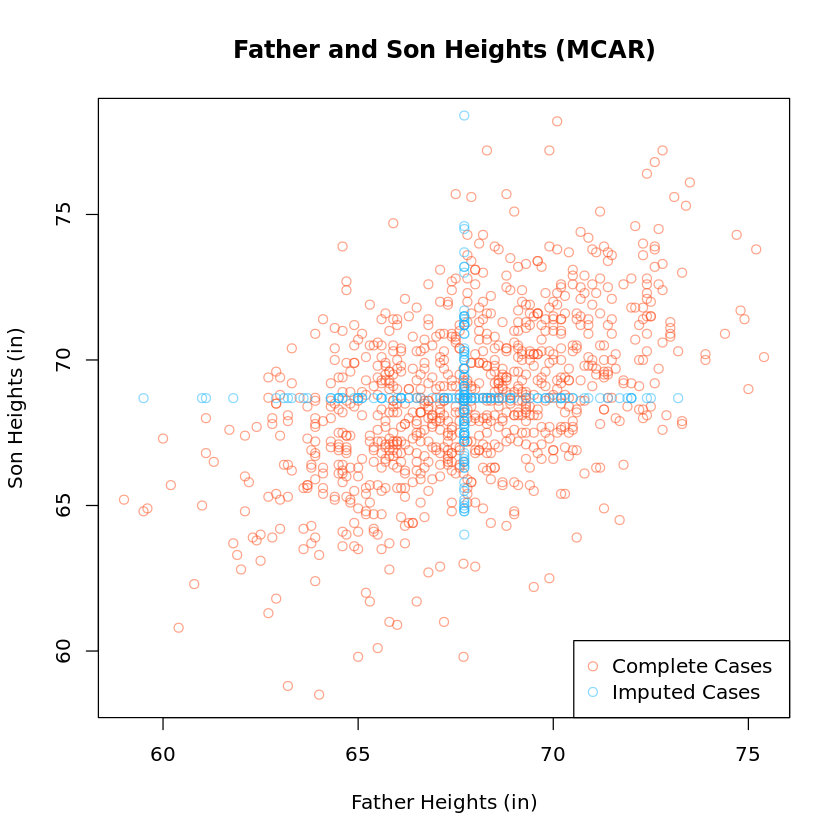 Father and Son Heights (MCAR)
Son Heights (in)
75
70
65
60
60 65 70 75
Father Heights (in)
Complete Cases
Imputed Cases